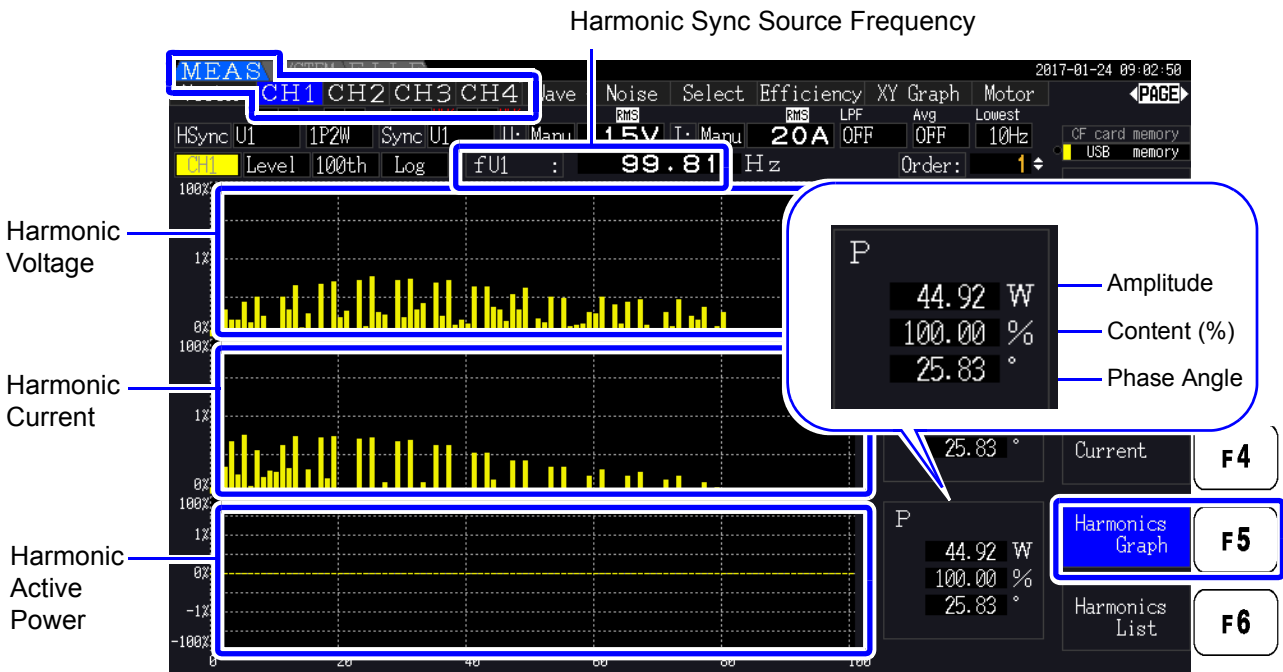 Harmonic Sync Source Frequency
MEAS SYSTEM FILE 2017-01-24 09:02:50
CH1 CH2 CH3 CH4 Wave Noise Select Efficiency XY Graph Motor PAGE
RMS RMS LPF Avg Lowest
HSync U1 1P2W Sync U1 U: Manu 15V I: Manu 20A OFF OFF 10Hz
CF card memory
USB memory
CH1 Level 100th Log fU1 : 99.81 Hz Order: 1
100%
Harmonic
Voltage
1%
0%
P
44.92 W
100.00 %
25.83 °
Amplitude
Content (%)
Phase Angle
100%
Harmonic
Current
1%
0%
25.83 °
Current
F4
100%
Harmonic
Active
Power
1%
0%
-1%
-100%
P
44.92 W
100.00 %
25.83 °
Harmonics
Graph
F5
Harmonics
List
F6
0 20 40 60 80 100